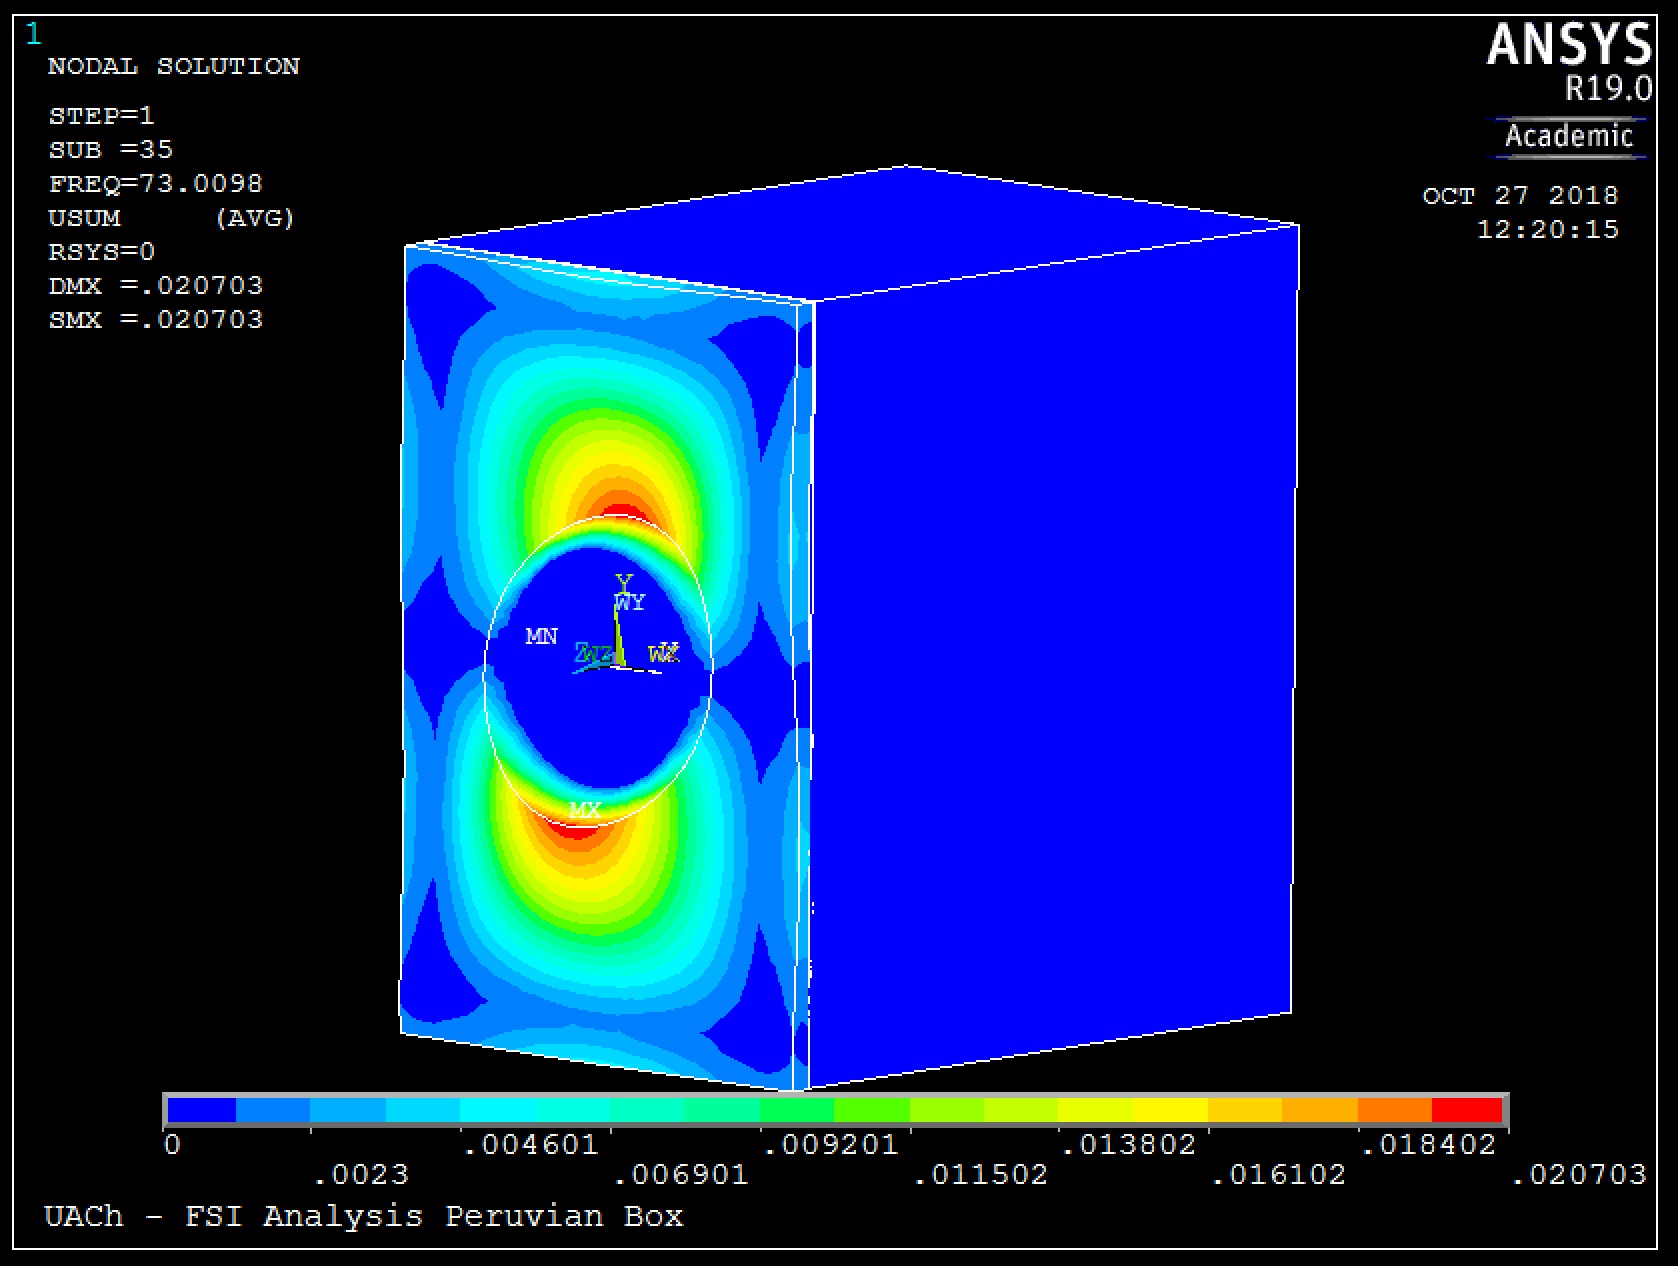 1
NODAL SOLUTION
STEP=1
SUB =35
FREQ=73.0098
USUM (AVG)
RSYS=0
DMX =.020703
SMX =.020703
ANSYS
R19.0
Academic
OCT 27 2018
12:20:15
Y
WY
MN
MX
0
.0023
.004601
.006901
.009201
.011502
.013802
.016102
.018402
.020703
UACh - FSI Analysis Peruvian Box